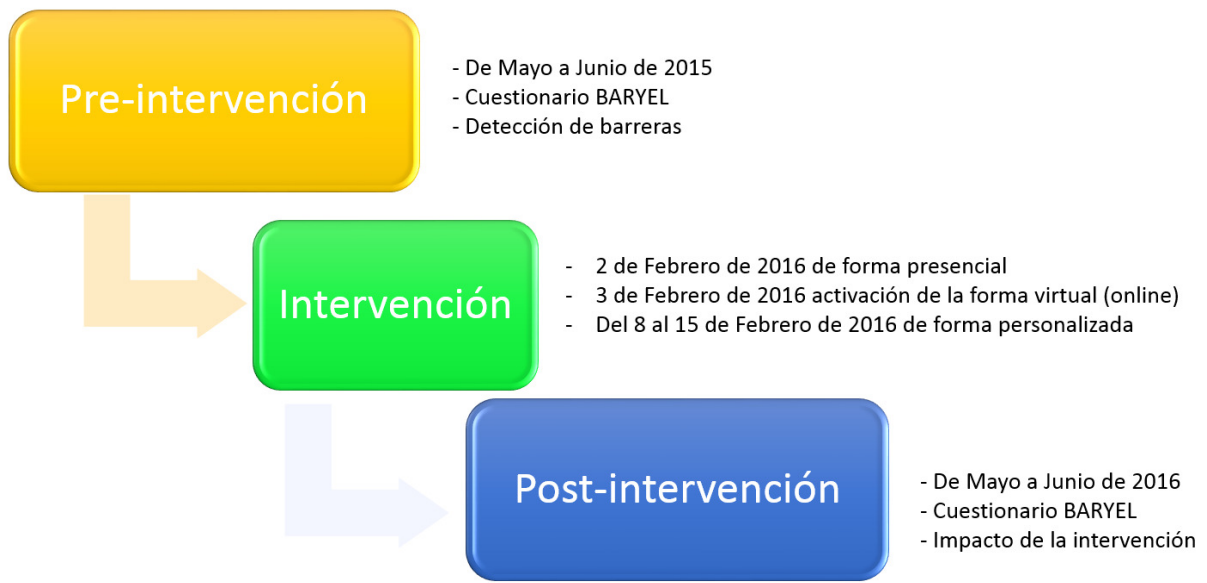 Pre-intervención
- De Mayo a Junio de 2015
- Cuestionario BARYEL
- Detección de barreras
Intervención
- 2 de Febrero de 2016 de forma presencial
- 3 de Febrero de 2016 activación de la forma virtual (online)
- Del 8 al 15 de Febrero de 2016 de forma personalizada
Post-intervención
- De Mayo a Junio de 2016
- Cuestionario BARYEL
- Impacto de la intervención